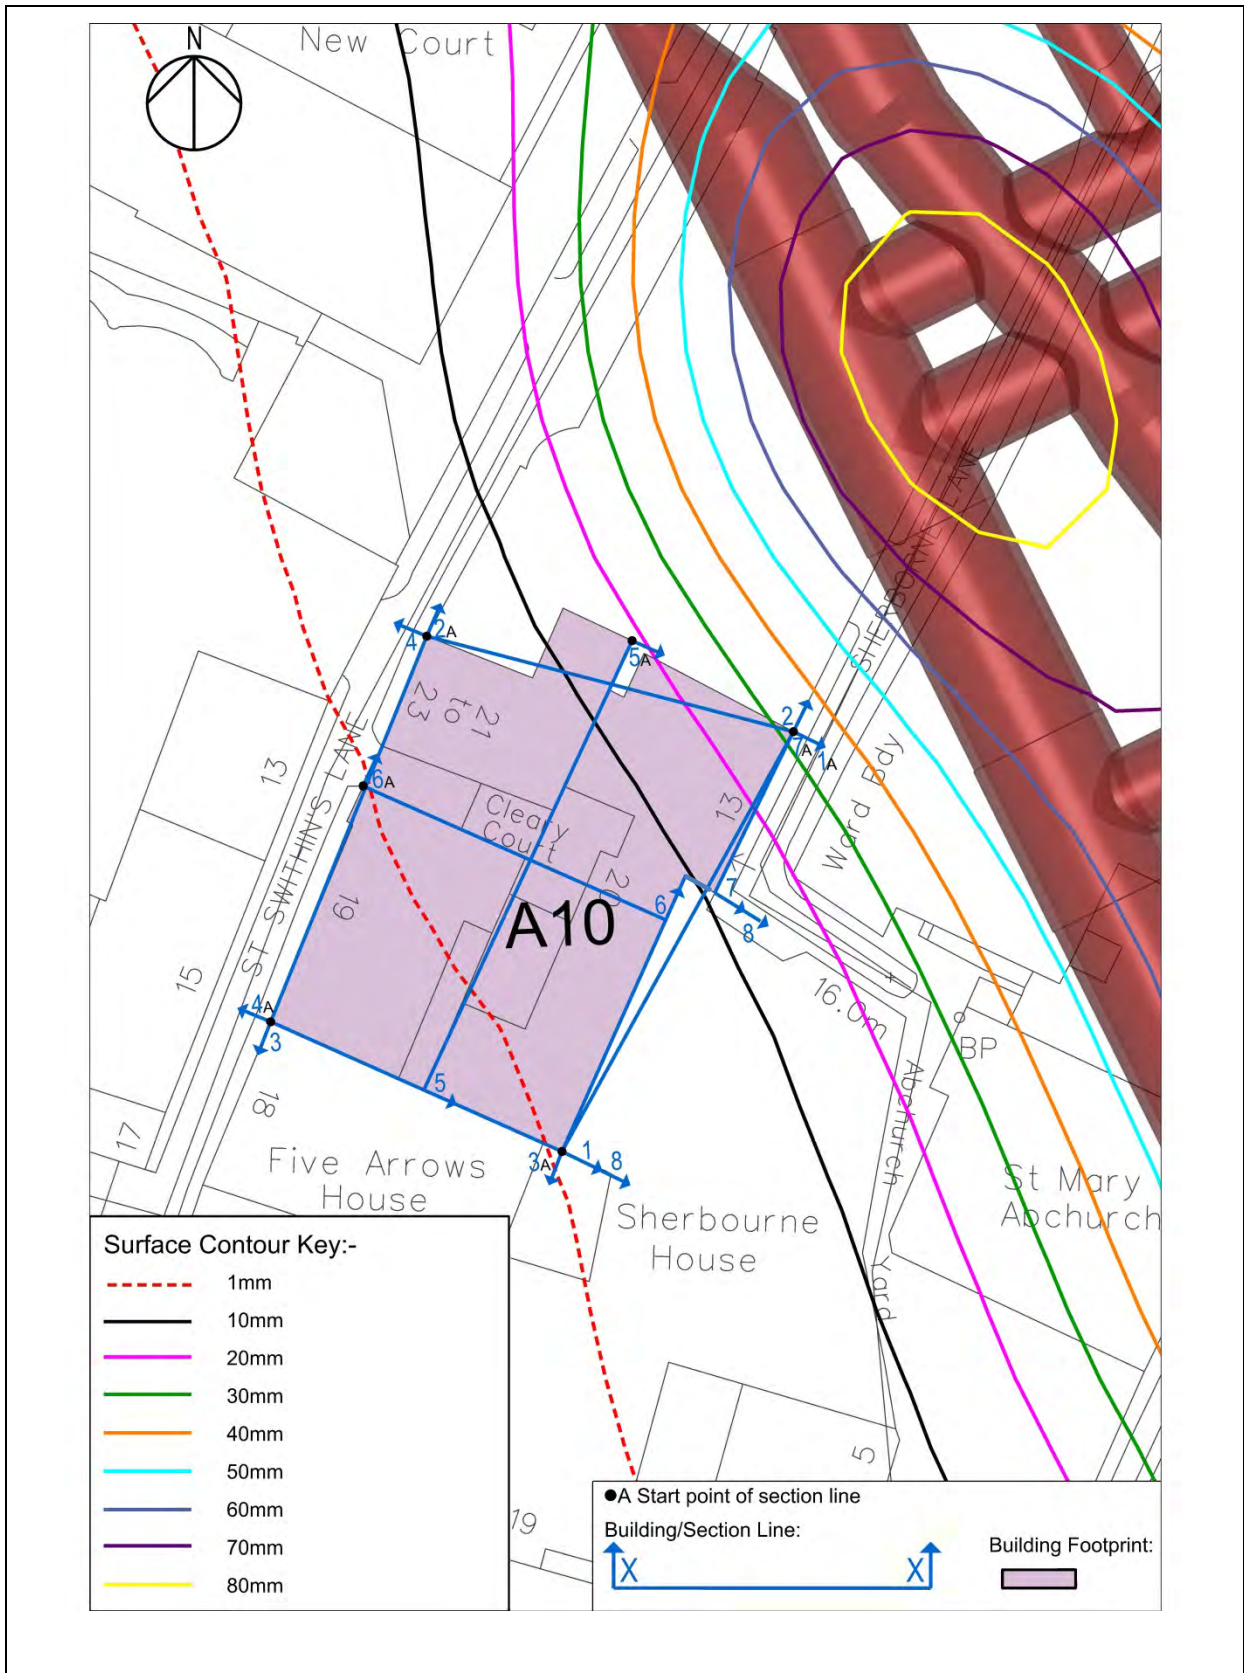 N
New Court
SHERBORNE LANE
4
2A
5A
23
to
21
2
7A
1A
13
Ward Bdy
13
ST SWITHIN'S LANE
6A
Cleary
Court
20
6
7
8
19
A10
15
4A
3
16.0m
BP
5
18
17
Abchurch
Yard
Five Arrows
House
3A
1
8
St Mary
Abchurch
Sherbourne
House
5
19
Surface Contour Key:-
1mm
10mm
20mm
30mm
40mm
50mm
60mm
70mm
80mm
A Start point of section line
Building/Section Line:
X
X
Building Footprint: